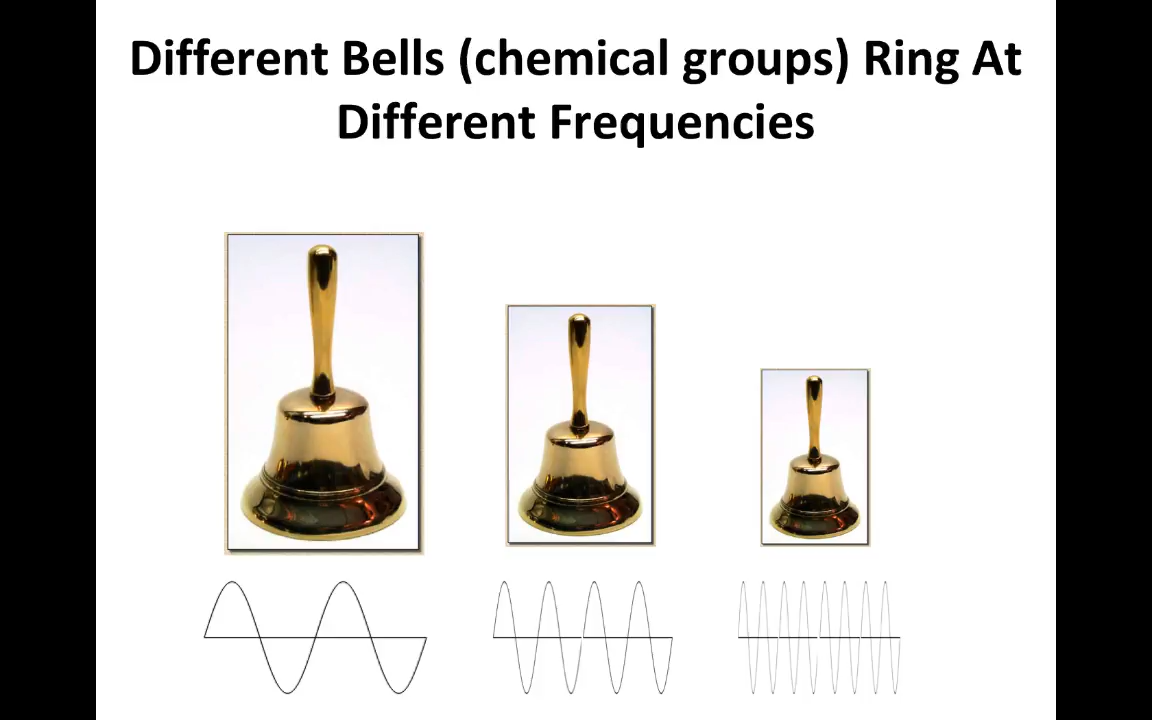 Different Bells (chemical groups) Ring At
Different Frequencies